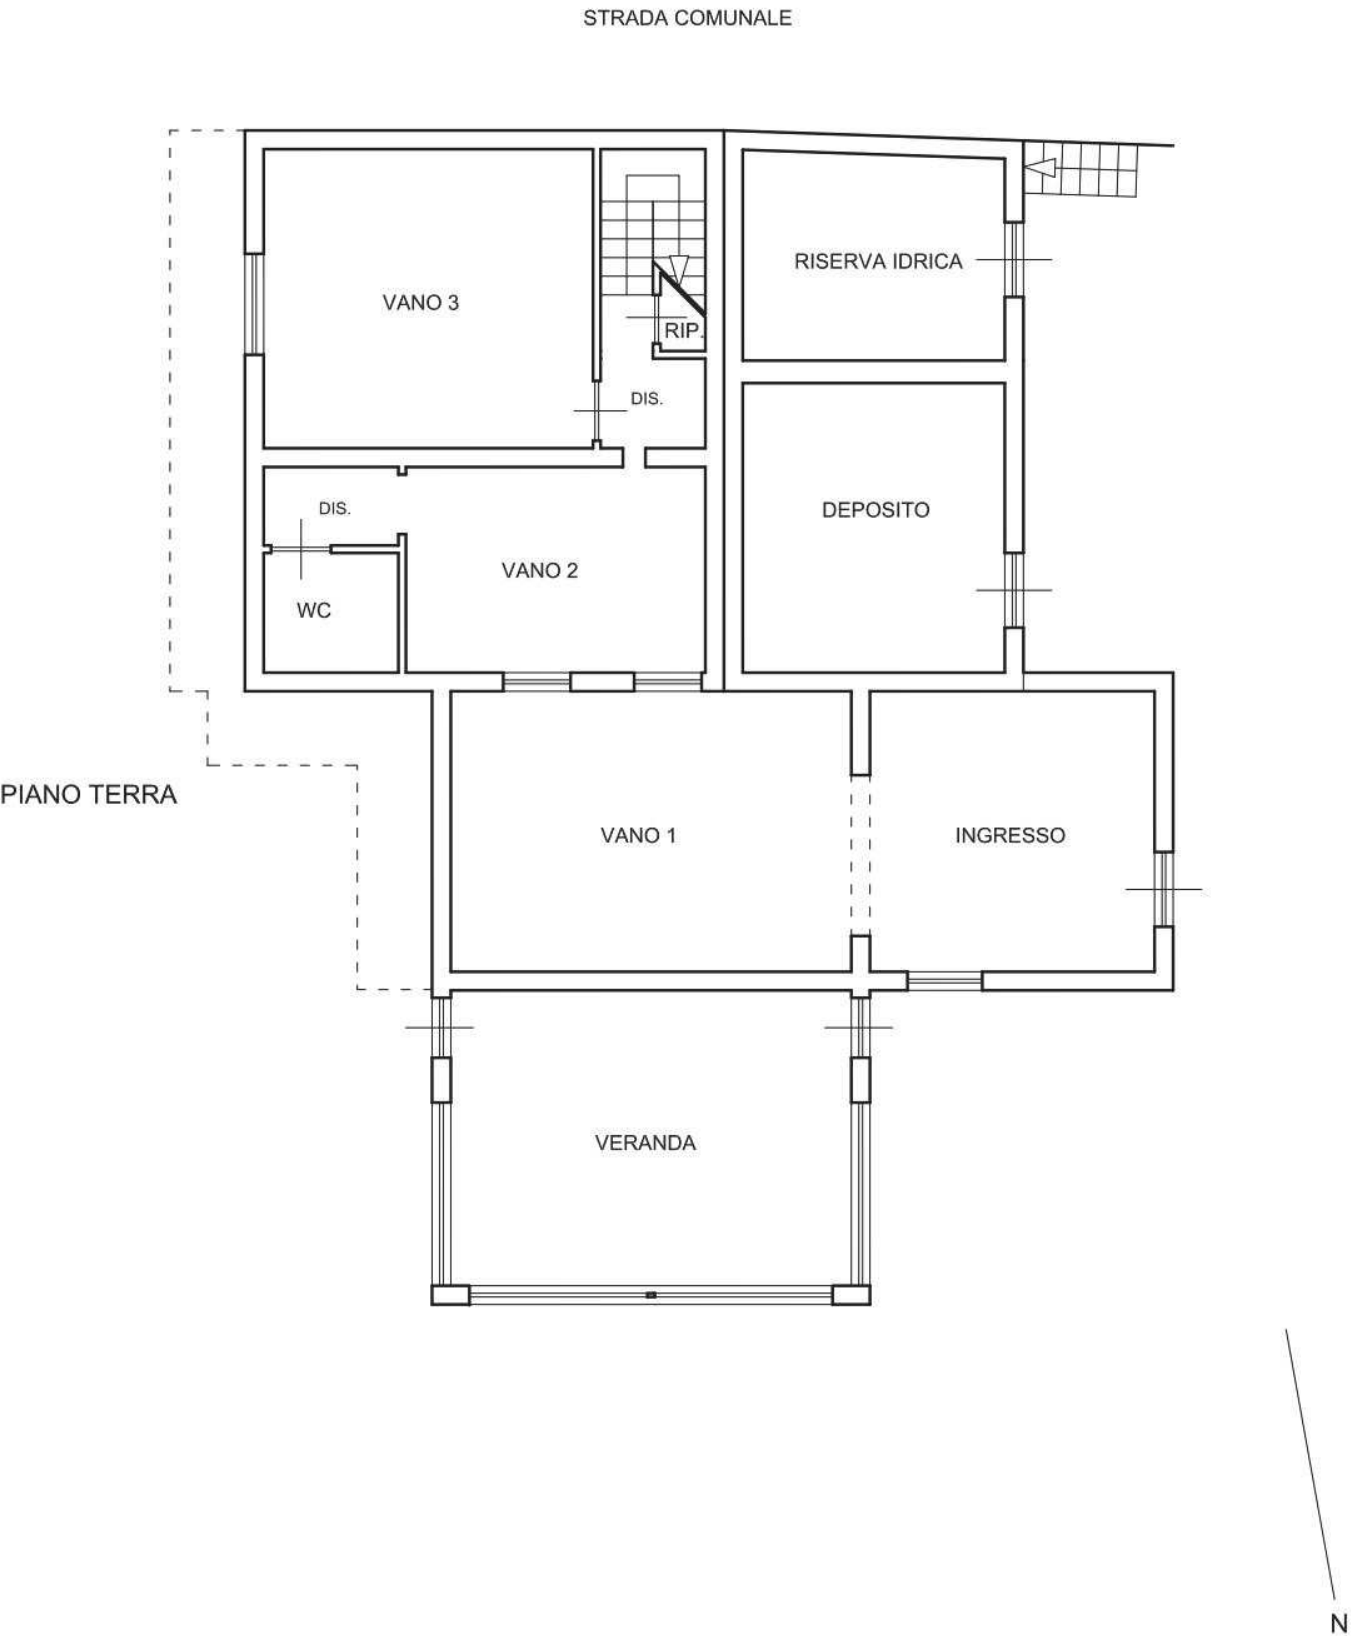 STRADA COMUNALE
RISERVA IDRICA
VANO 3
RIP.
DIS.
DIS.
DEPOSITO
VANO 2
WC
PIANO TERRA
VANO 1
INGRESSO
VERANDA
N